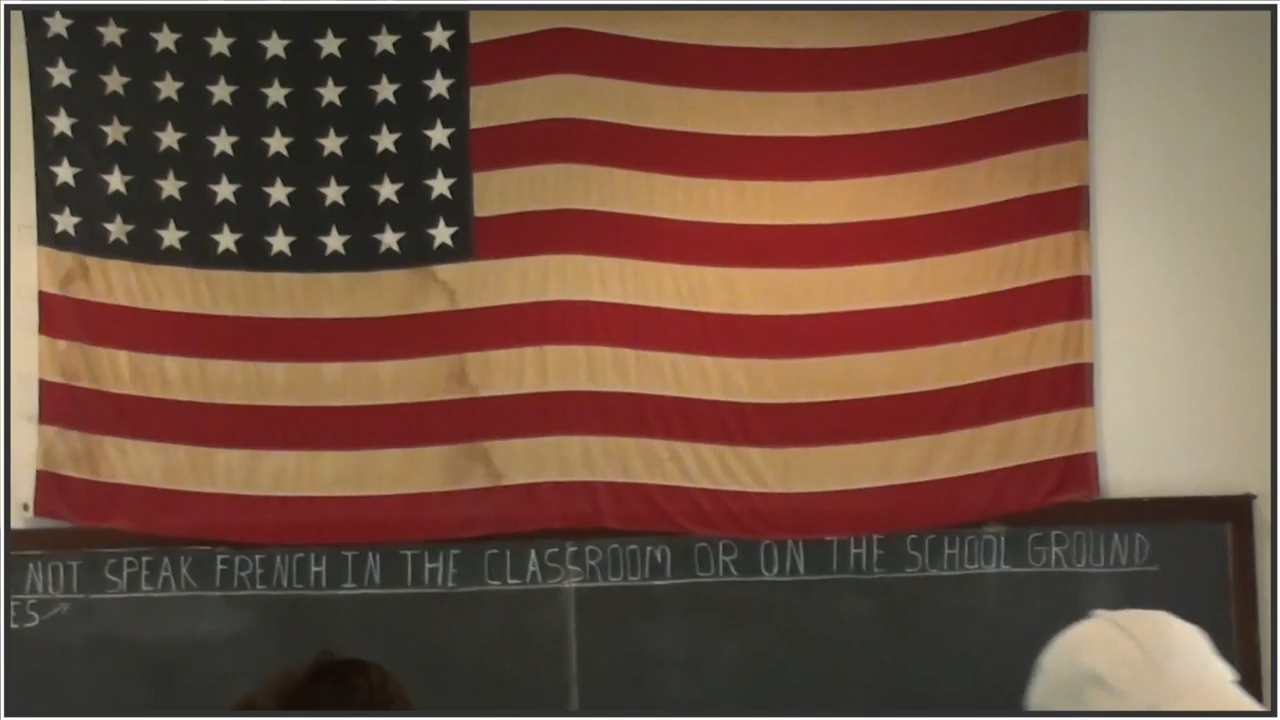 NOT SPEAK FRENCH IN THE CLASSROOM OR ON THE SCHOOL GROUND.
ES